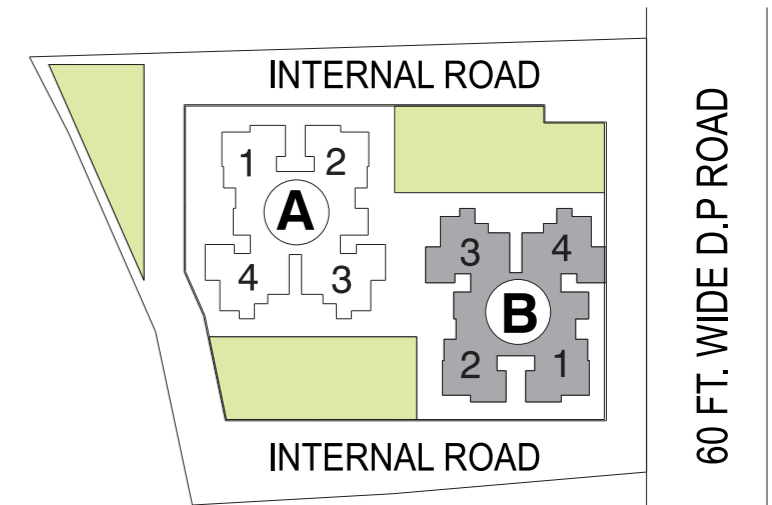 INTERNAL ROAD
1 2
A
4 3
3 4
B
2 1
INTERNAL ROAD
60 FT. WIDE D.P ROAD